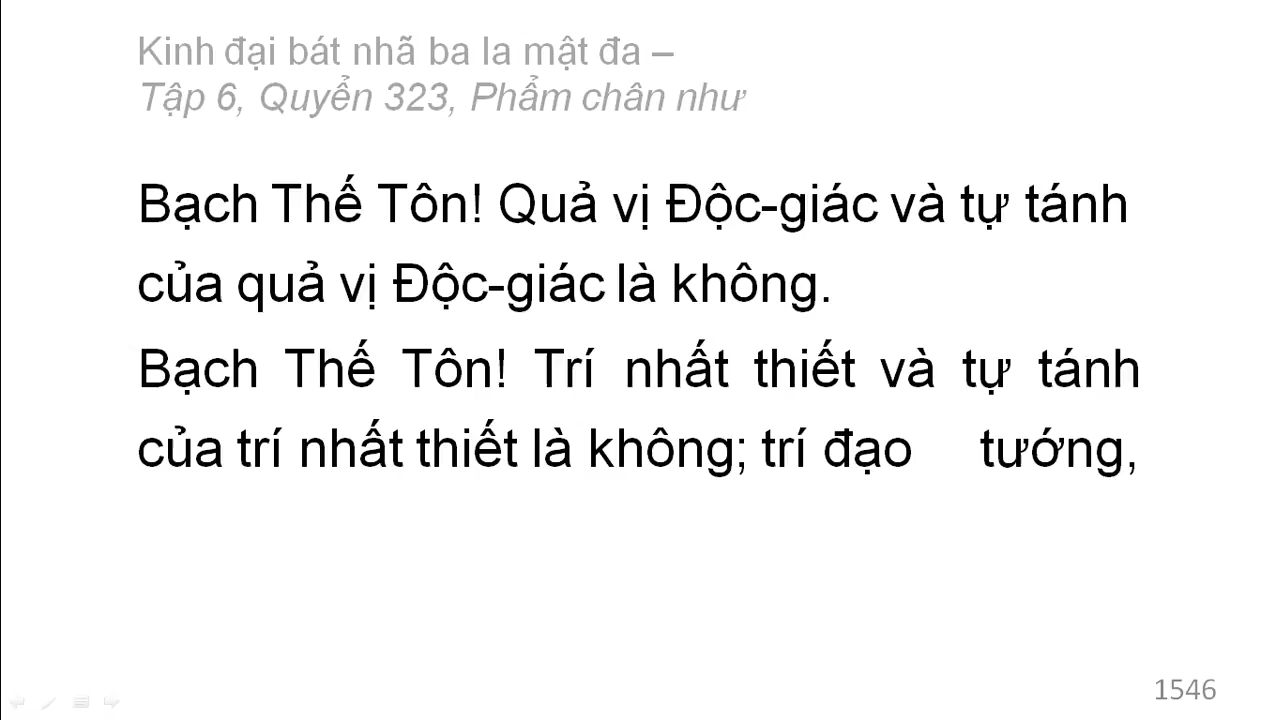 Kinh đại bát nhã ba la mật đa –
Tập 6, Quyển 323, Phẩm chân như
Bạch Thế Tôn! Quả vị Độc-giác và tự tánh
của quả vị Độc-giác là không.
Bạch Thế Tôn! Trí nhất thiết và tự tánh
của trí nhất thiết là không; trí đạo tướng,
1546